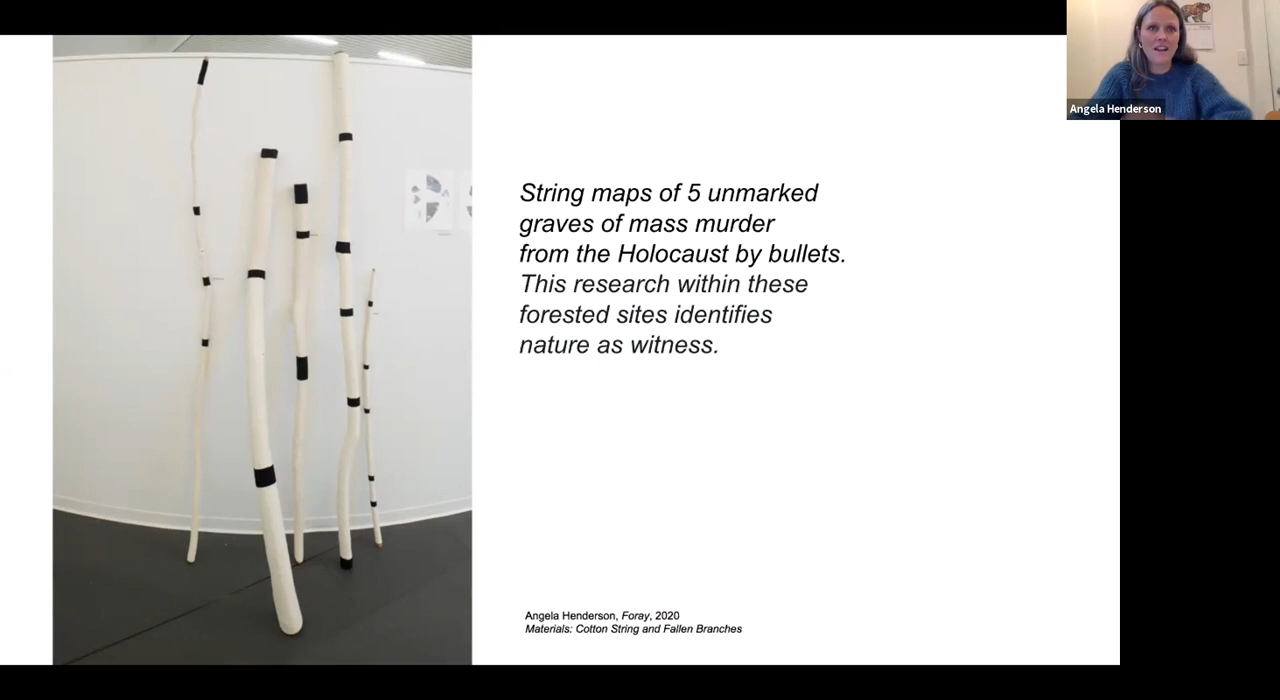 Angela Henderson
String maps of 5 unmarked
graves of mass murder
from the Holocaust by bullets.
This research within these
forested sites identifies
nature as witness.
Angela Henderson, Foray, 2020
Materials: Cotton String and Fallen Branches